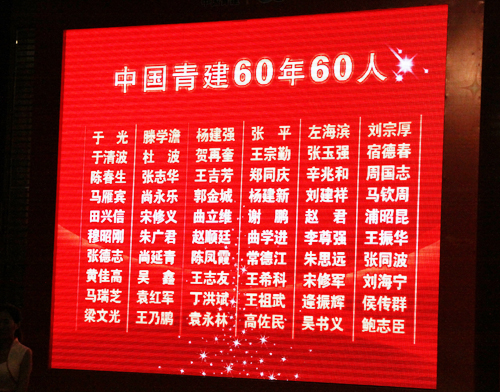 中国青建60年60人
于 光 滕学澹 杨建强 张 平 左海滨 刘宗厚
于清波 杜 波 贺再奎 王宗勤 张玉强 宿德春
陈春生 张志华 王吉芳 郑同庆 辛兆和 周国志
马雁宾 尚永乐 郭金城 杨建新 刘建祥 马钦周
田兴信 宋修义 曲立维 谢 鹏 赵 君 浦昭昆
穆昭刚 朱广君 赵顺廷 曲学进 李尊强 王振华
张德志 尚延青 陈凤霞 常德江 朱思远 张同波
黄佳高 吴 鑫 王志友 王希科 宋修军 刘海宁
马瑞芝 袁红军 丁洪斌 王祖武 逄振辉 侯传群
梁文光 王乃鹏 袁永林 高佐民 吴书义 鲍志臣